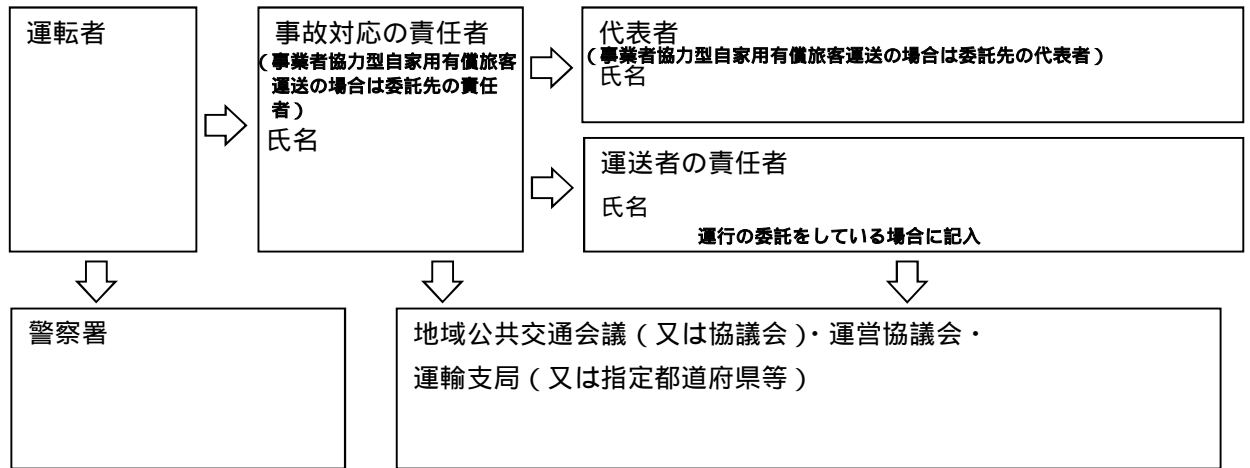 運転者
事故対応の責任者
(事業者協力型自家用有償旅客
運送の場合は委託先の責任
者)
氏名
代表者
(事業者協力型自家用有償旅客運送の場合は委託先の代表者)
氏名
運送者の責任者
氏名
運行の委託をしている場合に記入
警察署
地域公共交通会議(又は協議会)・運営協議会・
運輸支局(又は指定都道府県等)